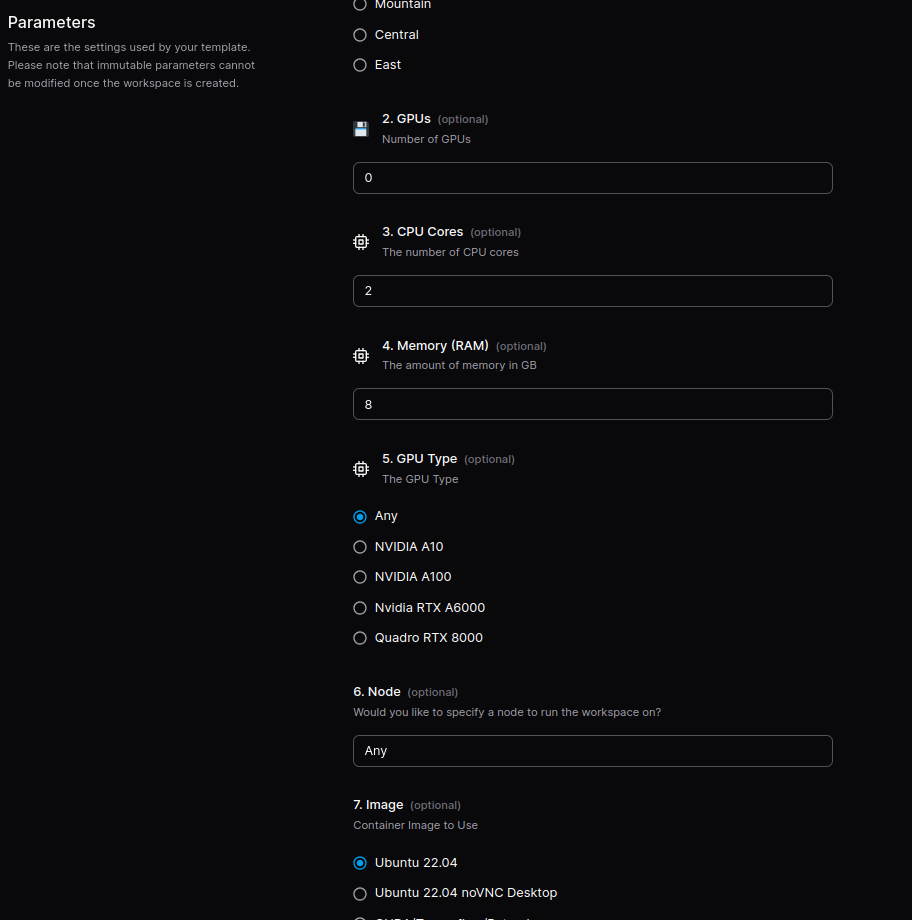 Mountain
Parameters
These are the settings used by your template.
Please note that immutable parameters cannot
be modified once the workspace is created.
Central
East
2. GPUs (optional)
Number of GPUs
0
3. CPU Cores (optional)
The number of CPU cores
2
4. Memory (RAM) (optional)
The amount of memory in GB
8
5. GPU Type (optional)
The GPU Type
Any
NVIDIA A10
NVIDIA A100
Nvidia RTX A6000
Quadro RTX 8000
6. Node (optional)
Would you like to specify a node to run the workspace on?
Any
7. Image (optional)
Container Image to Use
Ubuntu 22.04
Ubuntu 22.04 noVNC Desktop